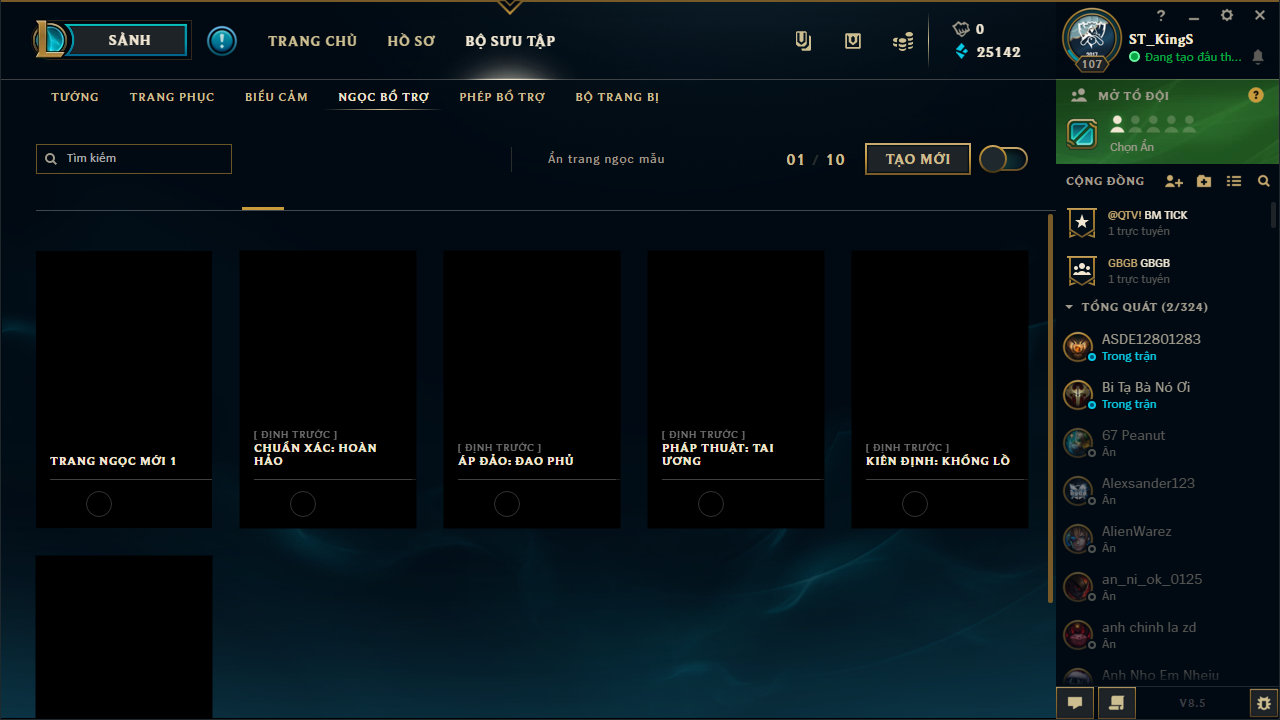 SẢNH
TRANG CHỦ
HỒ SƠ
BỘ SƯU TẬP
0
25142
ST_KingS
Đang tạo đấu th...
2017
107
TƯỚNG
TRANG PHỤC
BIỂU CẢM
NGỌC BỔ TRỢ
PHÉP BỔ TRỢ
BỘ TRANG BỊ
MỞ TỔ ĐỘI
Chọn Ẩn
Tìm kiếm
Ẩn trang ngọc mẫu
01 / 10
TẠO MỚI
CỘNG ĐỒNG
@QTV! BM TICK
1 trực tuyến
GBGB GBGB
1 trực tuyến
TỔNG QUÁT (2/324)
ASDE12801283
Trong trận
Bi Tạ Bà Nó Ơi
Trong trận
67 Peanut
Ẩn
Alexsander123
Ẩn
AlienWarez
Ẩn
an_ni_ok_0125
Ẩn
anh chinh la zd
Ẩn
Anh Nho Em Nheiu
V8.5
TRANG NGỌC MỚI 1
[ ĐỊNH TRƯỚC ]
CHUẨN XÁC: HOÀN
HẢO
[ ĐỊNH TRƯỚC ]
ÁP ĐẢO: ĐAO PHỦ
[ ĐỊNH TRƯỚC ]
PHÁP THUẬT: TAI
ƯƠNG
[ ĐỊNH TRƯỚC ]
KIÊN ĐỊNH: KHỔNG LỒ